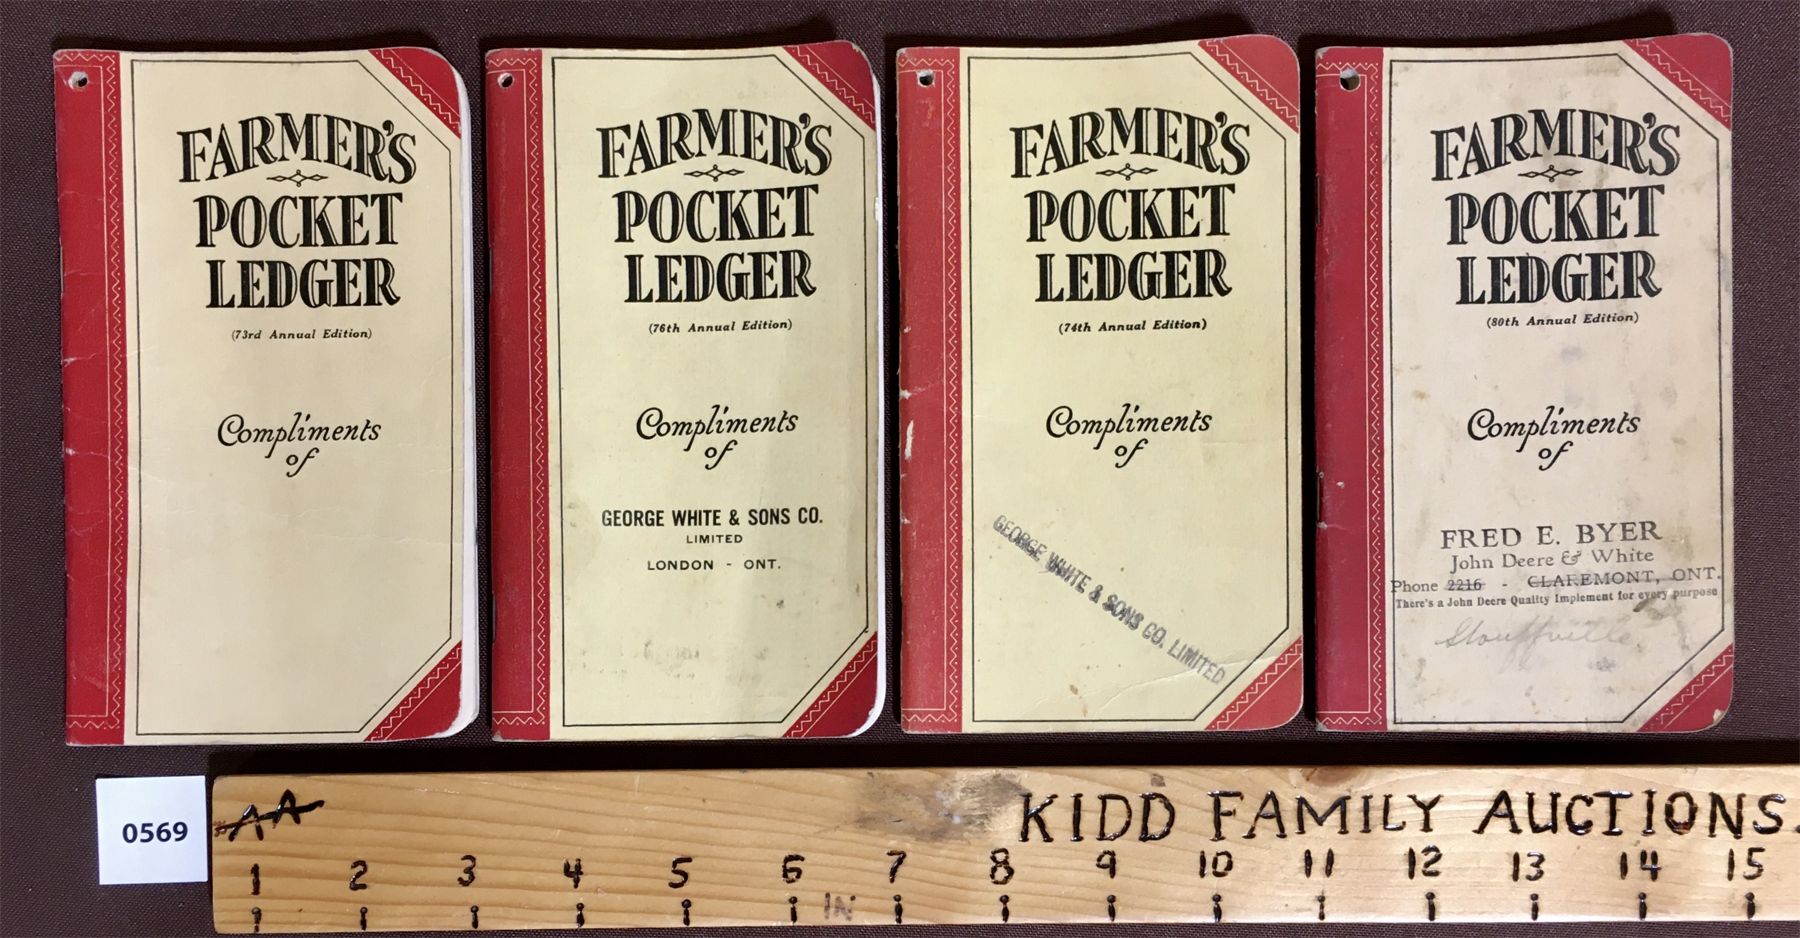 FARMER'S
POCKET
LEDGER
(73rd Annual Edition)
Compliments
of
FARMER'S
POCKET
LEDGER
(76th Annual Edition)
Compliments
of
GEORGE WHITE & SONS CO.
LIMITED
LONDON - ONT.
FARMER'S
POCKET
LEDGER
(74th Annual Edition)
Compliments
of
GEORGE WHITE & SONS CO. LIMITED
FARMER'S
POCKET
LEDGER
(80th Annual Edition)
Compliments
of
FRED E. BYER
John Deere & White
Phone 2216 - CLAREMONT, ONT.
There's a John Deere Quality Implement for every purpose
Stouffville
0569
AA
KIDD FAMILY AUCTIONS.
1 2 3 4 5 6 7 8 9 10 11 12 13 14 15
IN